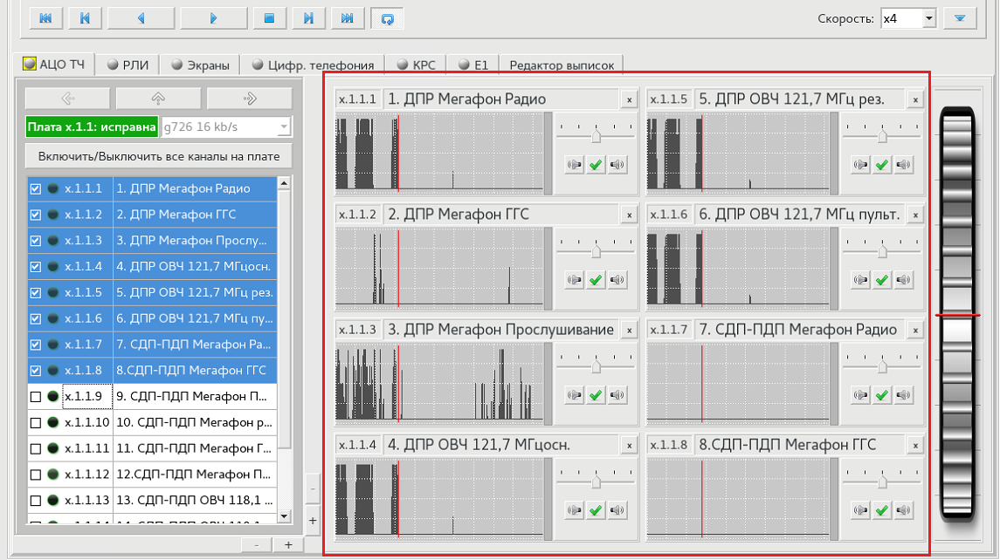 Скорость: x4
АЦО ТЧ РЛИ Экраны Цифр. телефония КРС E1 Редактор выписок
Плата x.1.1: исправна g726 16 kb/s
Включить/Выключить все каналы на плате
x.1.1.1 1. ДПР Мегафон Радио
x.1.1.2 2. ДПР Мегафон ГГС
x.1.1.3 3. ДПР Мегафон Прослу...
x.1.1.4 4. ДПР ОВЧ 121,7 МГцосн.
x.1.1.5 5. ДПР ОВЧ 121,7 МГц рез.
x.1.1.6 6. ДПР ОВЧ 121,7 МГц пу...
x.1.1.7 7. СДП-ПДП Мегафон Ра...
x.1.1.8 8.СДП-ПДП Мегафон ГГС
x.1.1.9 9. СДП-ПДП Мегафон П...
x.1.1.10 10. СДП-ПДП Мегафон р...
x.1.1.11 11. СДП-ПДП Мегафон Г...
x.1.1.12 12.СДП-ПДП Мегафон П...
x.1.1.13 13. СДП-ПДП ОВЧ 118,1 ...
- +
- +
x.1.1.1 1. ДПР Мегафон Радио x
x.1.1.2 2. ДПР Мегафон ГГС x
x.1.1.3 3. ДПР Мегафон Прослушивание x
x.1.1.4 4. ДПР ОВЧ 121,7 МГцосн. x
x.1.1.5 5. ДПР ОВЧ 121,7 МГц рез. x
x.1.1.6 6. ДПР ОВЧ 121,7 МГц пульт. x
x.1.1.7 7. СДП-ПДП Мегафон Радио x
x.1.1.8 8.СДП-ПДП Мегафон ГГС x